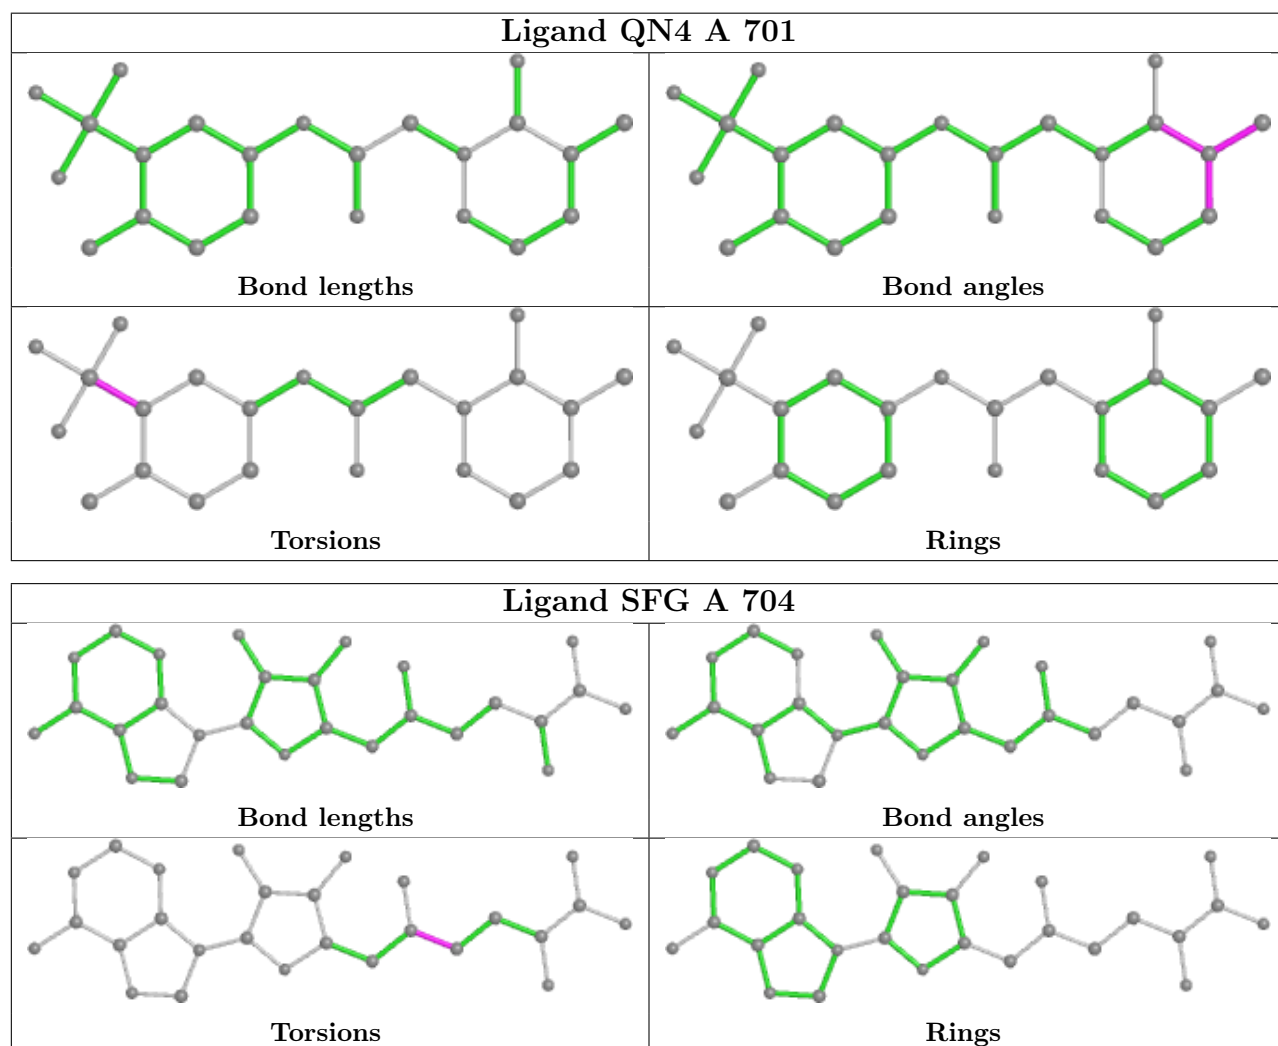 Ligand QN4 A 701
Bond lengths
Bond angles
Torsions
Rings
Ligand SFG A 704
Bond lengths
Bond angles
Torsions
Rings